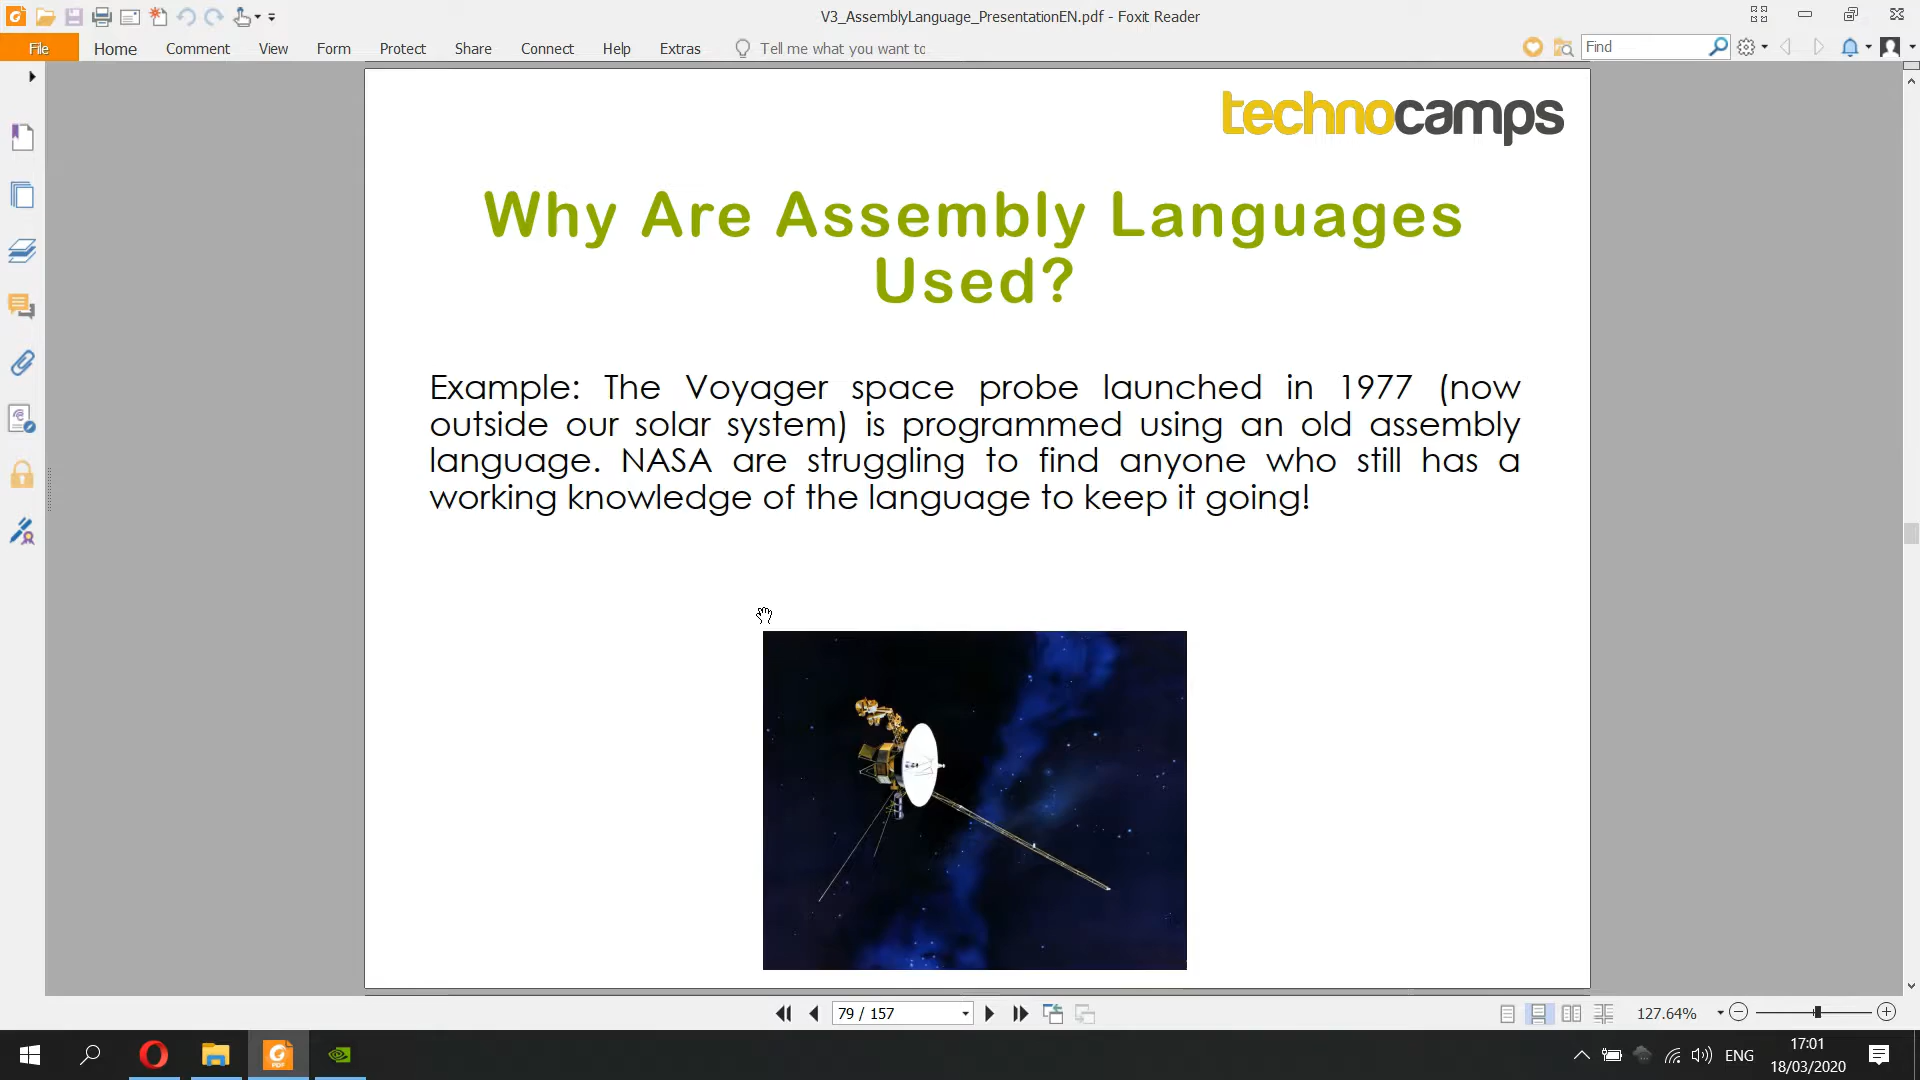 V3_AssemblyLanguage_PresentationEN.pdf - Foxit Reader
File Home Comment View Form Protect Share Connect Help Extras Tell me what you want to Find
technocamps
Why Are Assembly Languages
Used?
Example: The Voyager space probe launched in 1977 (now
outside our solar system) is programmed using an old assembly
language. NASA are struggling to find anyone who still has a
working knowledge of the language to keep it going!
79 / 157 127.64%
17:01
ENG
18/03/2020